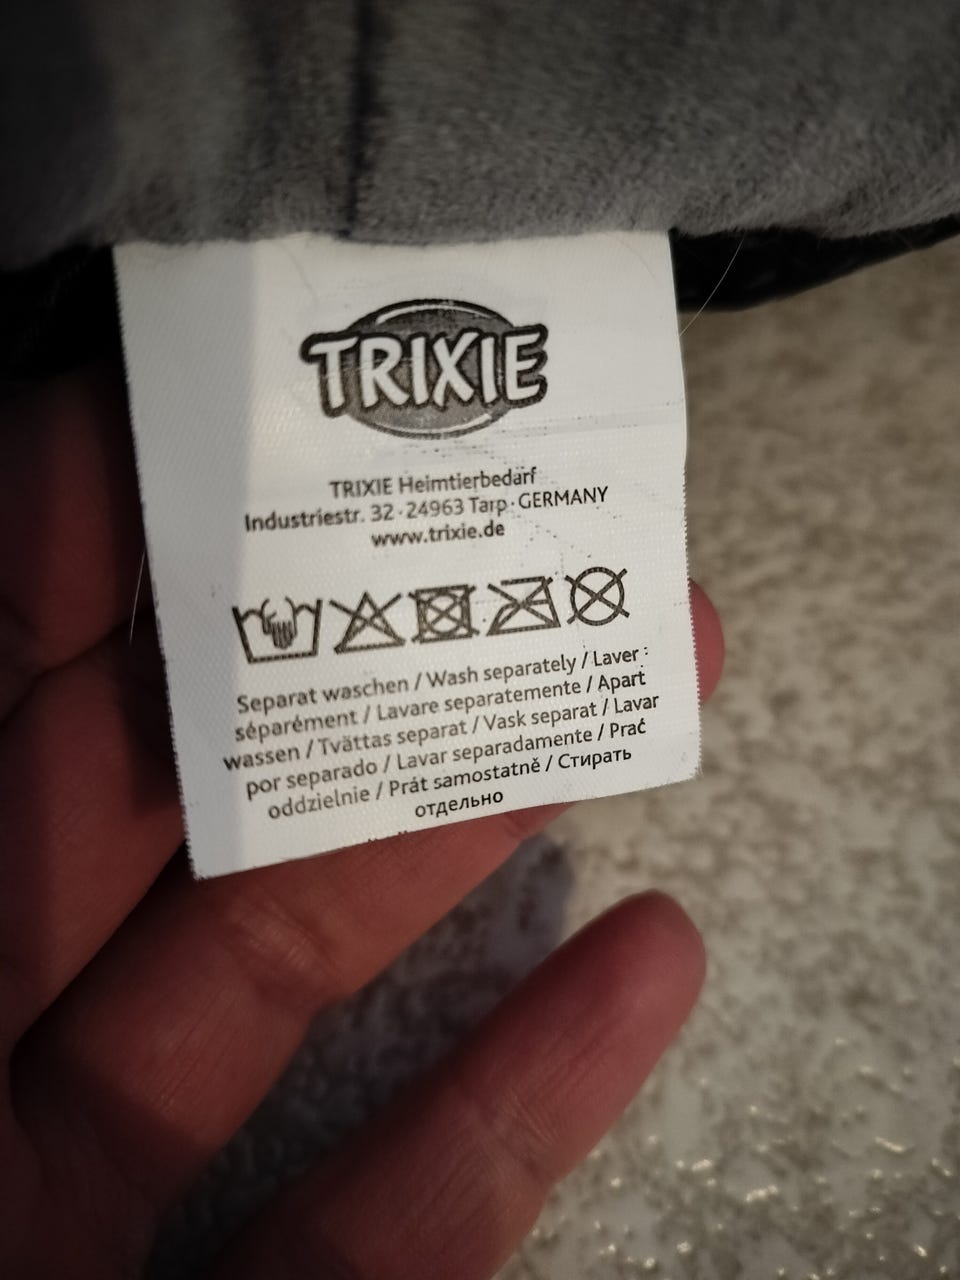 TRIXIE
TRIXIE Heimtierbedarf
Industriestr. 32 · 24963 Tarp · GERMANY
www.trixie.de
Separat waschen / Wash separately / Laver
séparément / Lavare separatemente / Apart
wassen / Tvättas separat / Vask separat / Lavar
por separado / Lavar separadamente / Prać
oddzielnie / Prát samostatně / Стирать
отдельно